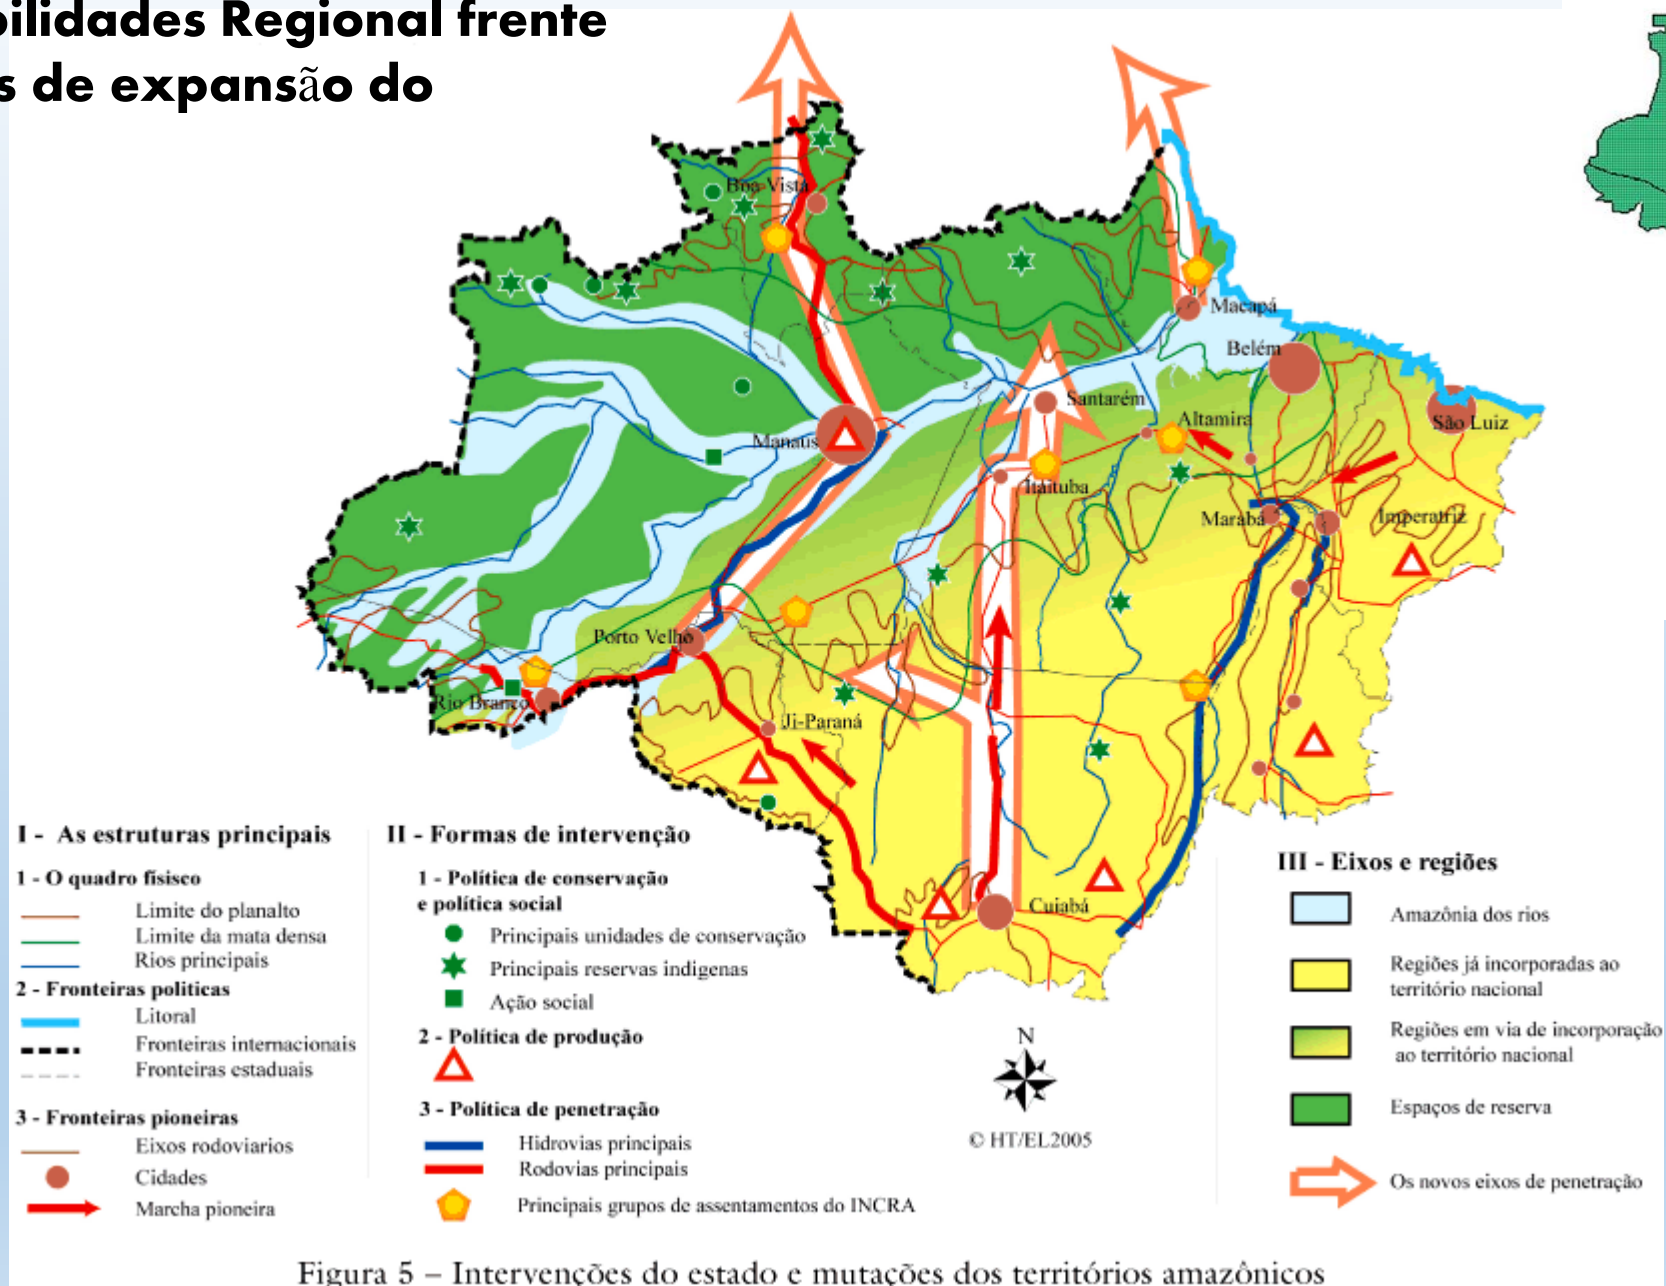 bilidades Regional frente
s de expansão do
Boa Vista
Macapá
Belém
Santarém
Altamira
São Luiz
Manaus
Itaituba
Marabá
Imperatriz
Porto Velho
Rio Branco
Ji-Paraná
Cuiabá
I - As estruturas principais
1 - O quadro físisco
Limite do planalto
Limite da mata densa
Rios principais
2 - Fronteiras politicas
Litoral
Fronteiras internacionais
Fronteiras estaduais
3 - Fronteiras pioneiras
Eixos rodoviarios
Cidades
Marcha pioneira
II - Formas de intervenção
1 - Política de conservação
e política social
Principais unidades de conservação
Principais reservas indigenas
Ação social
2 - Política de produção
3 - Política de penetração
Hidrovias principais
Rodovias principais
Principais grupos de assentamentos do INCRA
N
© HT/EL2005
III - Eixos e regiões
Amazônia dos rios
Regiões já incorporadas ao
território nacional
Regiões em via de incorporação
ao território nacional
Espaços de reserva
Os novos eixos de penetração
Figura 5 – Intervenções do estado e mutações dos territórios amazônicos